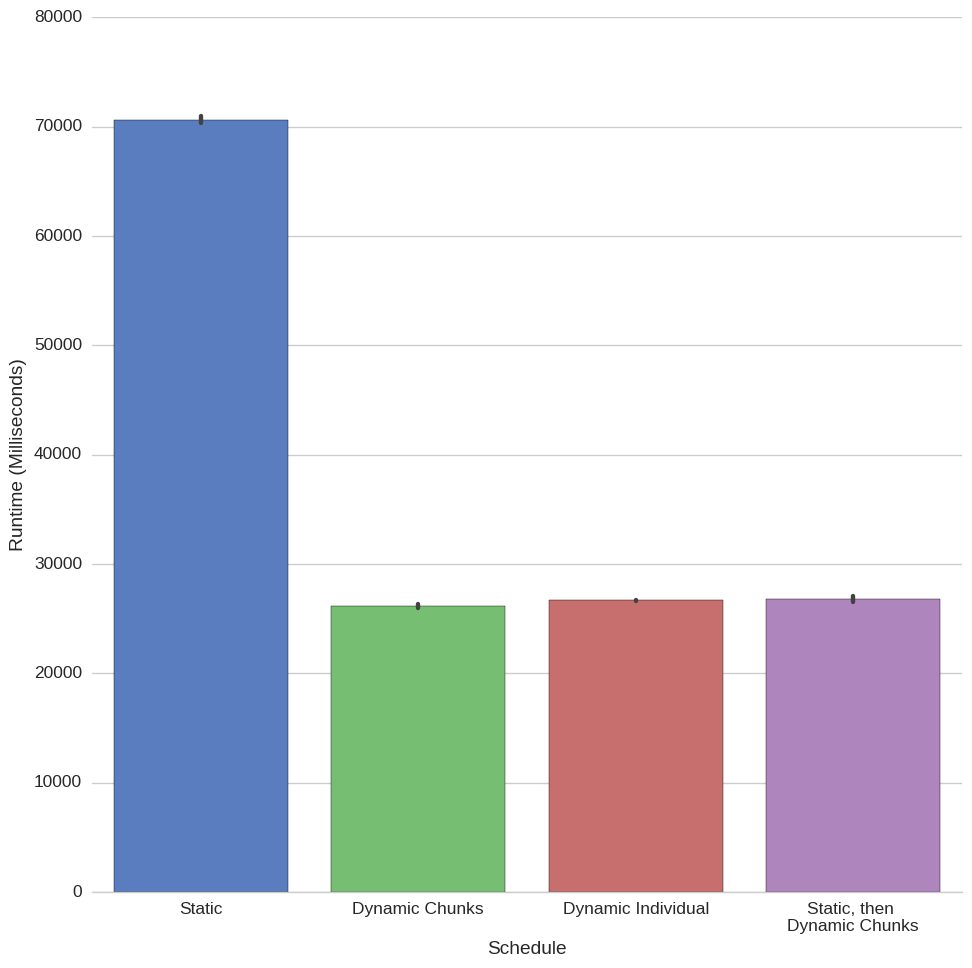 80000
70000
60000
50000
40000
30000
20000
10000
0
Runtime (Milliseconds)
Static
Dynamic Chunks
Dynamic Individual
Static, then
Dynamic Chunks
Schedule